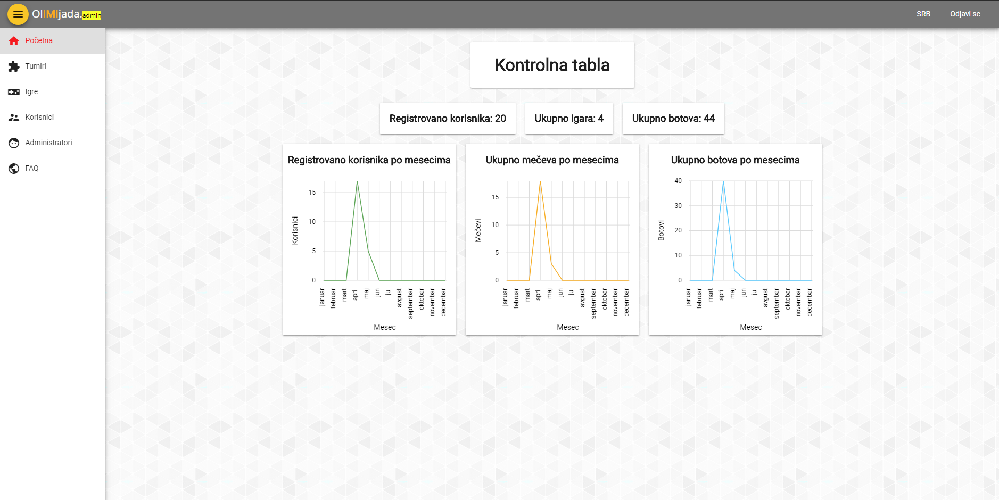 OlIMIjada.admin
SRB
Odjavi se
Početna
Turniri
Igre
Korisnici
Administratori
FAQ
Kontrolna tabla
Registrovano korisnika: 20
Ukupno igara: 4
Ukupno botova: 44
Registrovano korisnika po mesecima
15
10
5
0
Korisnici
januar
februar
mart
april
maj
jun
jul
avgust
septembar
oktobar
novembar
decembar
Mesec
Ukupno mečeva po mesecima
15
10
5
0
Mečevi
januar
februar
mart
april
maj
jun
jul
avgust
septembar
oktobar
novembar
decembar
Mesec
Ukupno botova po mesecima
40
30
20
10
0
Botovi
januar
februar
mart
april
maj
jun
jul
avgust
septembar
oktobar
novembar
decembar
Mesec